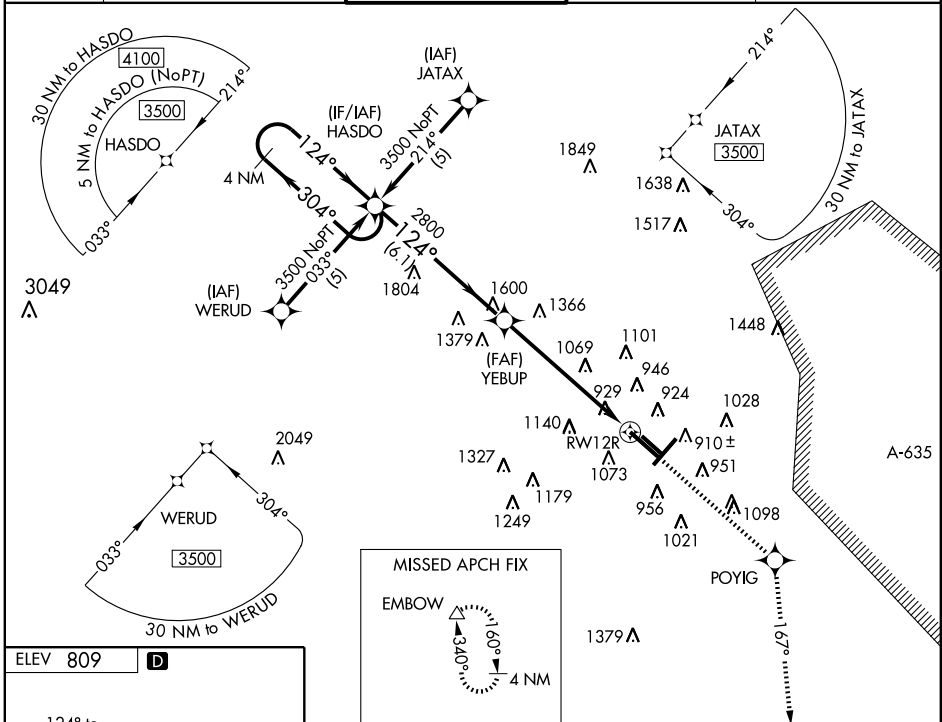 30 NM to HASDO
4100
5 NM to HASDO (NoPT)
3500
214°
HASDO
033°
(IAF)
JATAX
(IF/IAF)
HASDO
3500 NoPT
214°
(5)
124°
4 NM
304°
3500 NoPT
033°
(5)
(IAF)
WERUD
2800
124°
(6.1)
214°
JATAX
3500
304°
30 NM to JATAX
1849
1638
1517
3049
1804
1600
1366
1379
(FAF)
YEBUP
1448
1069
1101
946
929
924
1028
1140
RW12R
910 ±
1073
951
A-635
1327
1179
1249
956
1098
1021
POYIG
2049
304°
WERUD
033°
3500
30 NM to WERUD
MISSED APCH FIX
EMBOW
160°
340°
4 NM
1379
167°
ELEV 809
D